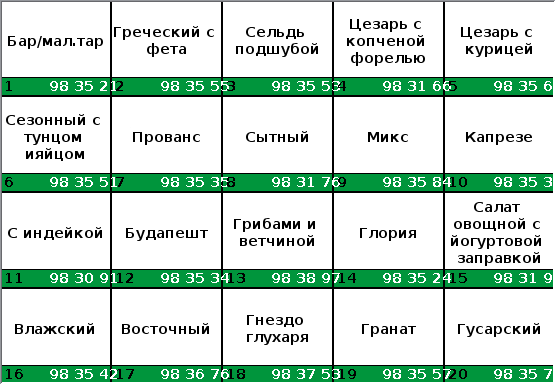 Бар/мал.тар
Греческий с
фета
Сельдь
подшубой
Цезарь с
копченой
форелью
Цезарь с
курицей
1 98 35 21
2 98 35 55
3 98 35 53
4 98 31 66
5 98 35 6
Сезонный с
тунцом
ияйцом
Прованс
Сытный
Микс
Капрезе
6 98 35 51
7 98 35 35
8 98 31 76
9 98 35 84
10 98 35 3
С индейкой
Будапешт
Грибами и
ветчиной
Глория
Салат
овощной с
йогуртовой
заправкой
11 98 30 91
12 98 35 34
13 98 38 97
14 98 35 24
15 98 31 9
Влажский
Восточный
Гнездо
глухаря
Гранат
Гусарский
16 98 35 42
17 98 36 76
18 98 37 53
19 98 35 57
20 98 35 7